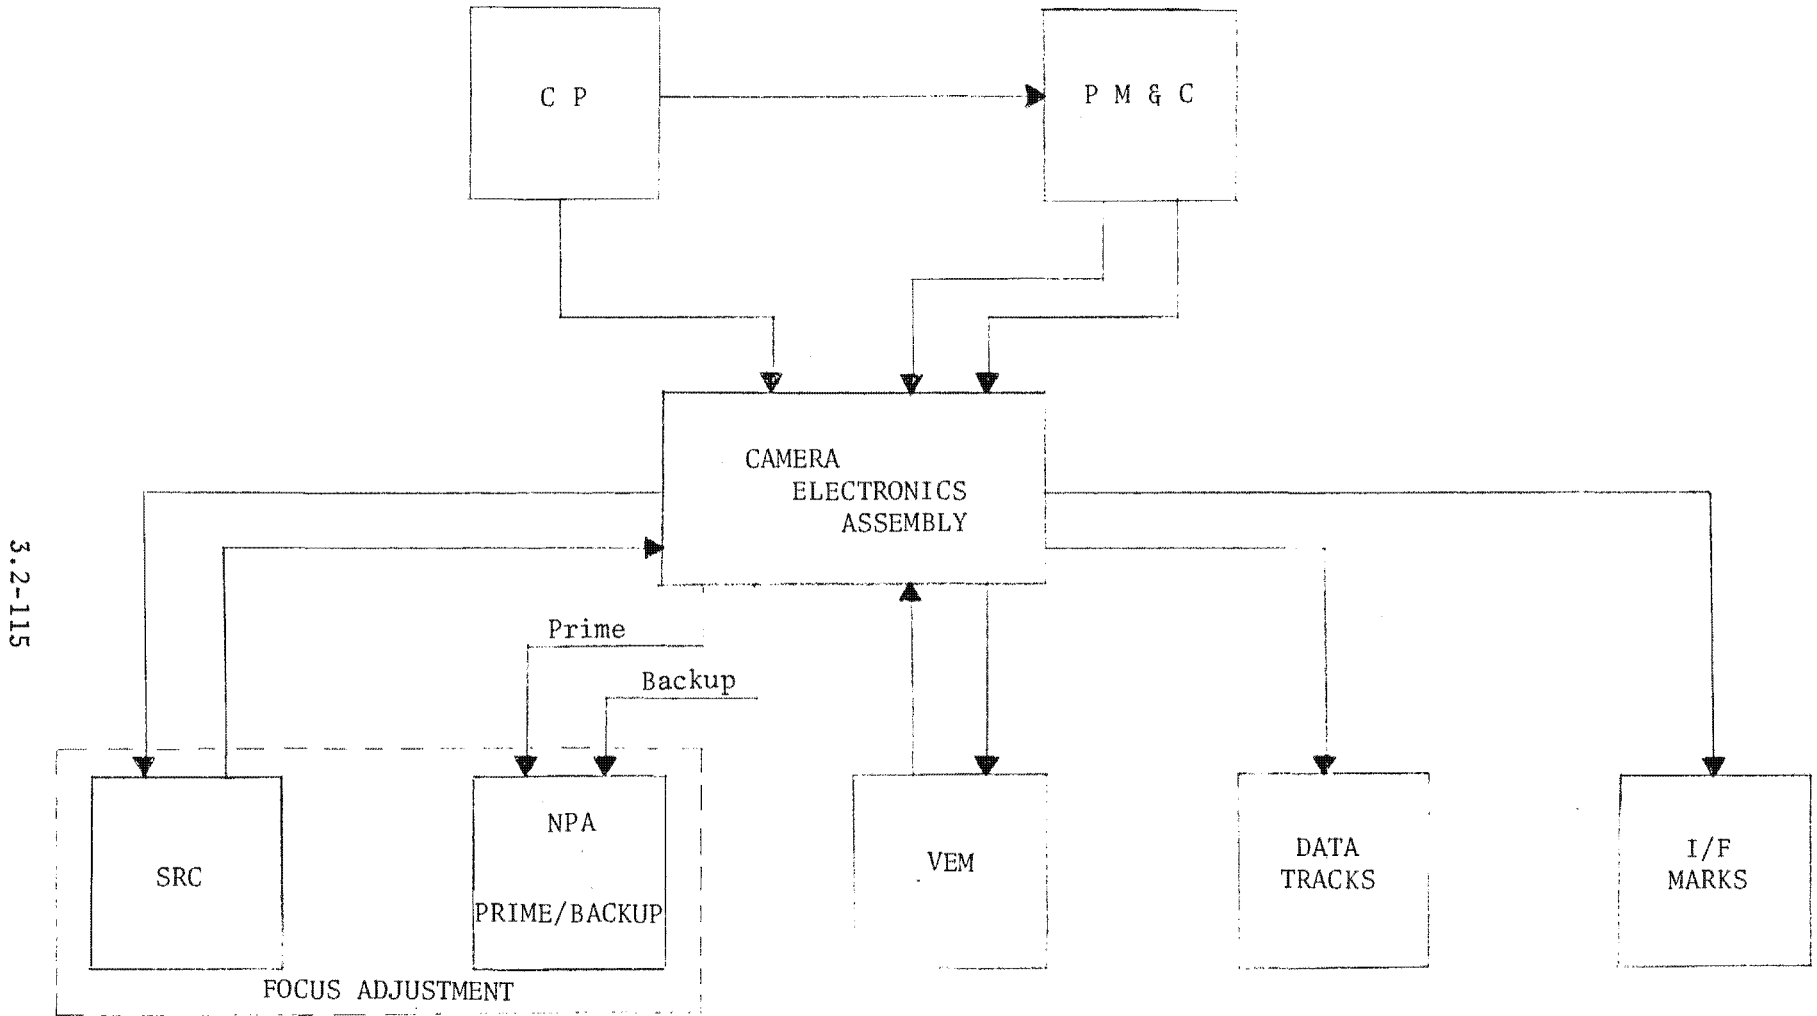 C P
P M & C
CAMERA
ELECTRONICS
ASSEMBLY
3.2-115
Prime
Backup
SRC
NPA
PRIME/BACKUP
VEM
DATA
TRACKS
I/F
MARKS
FOCUS ADJUSTMENT